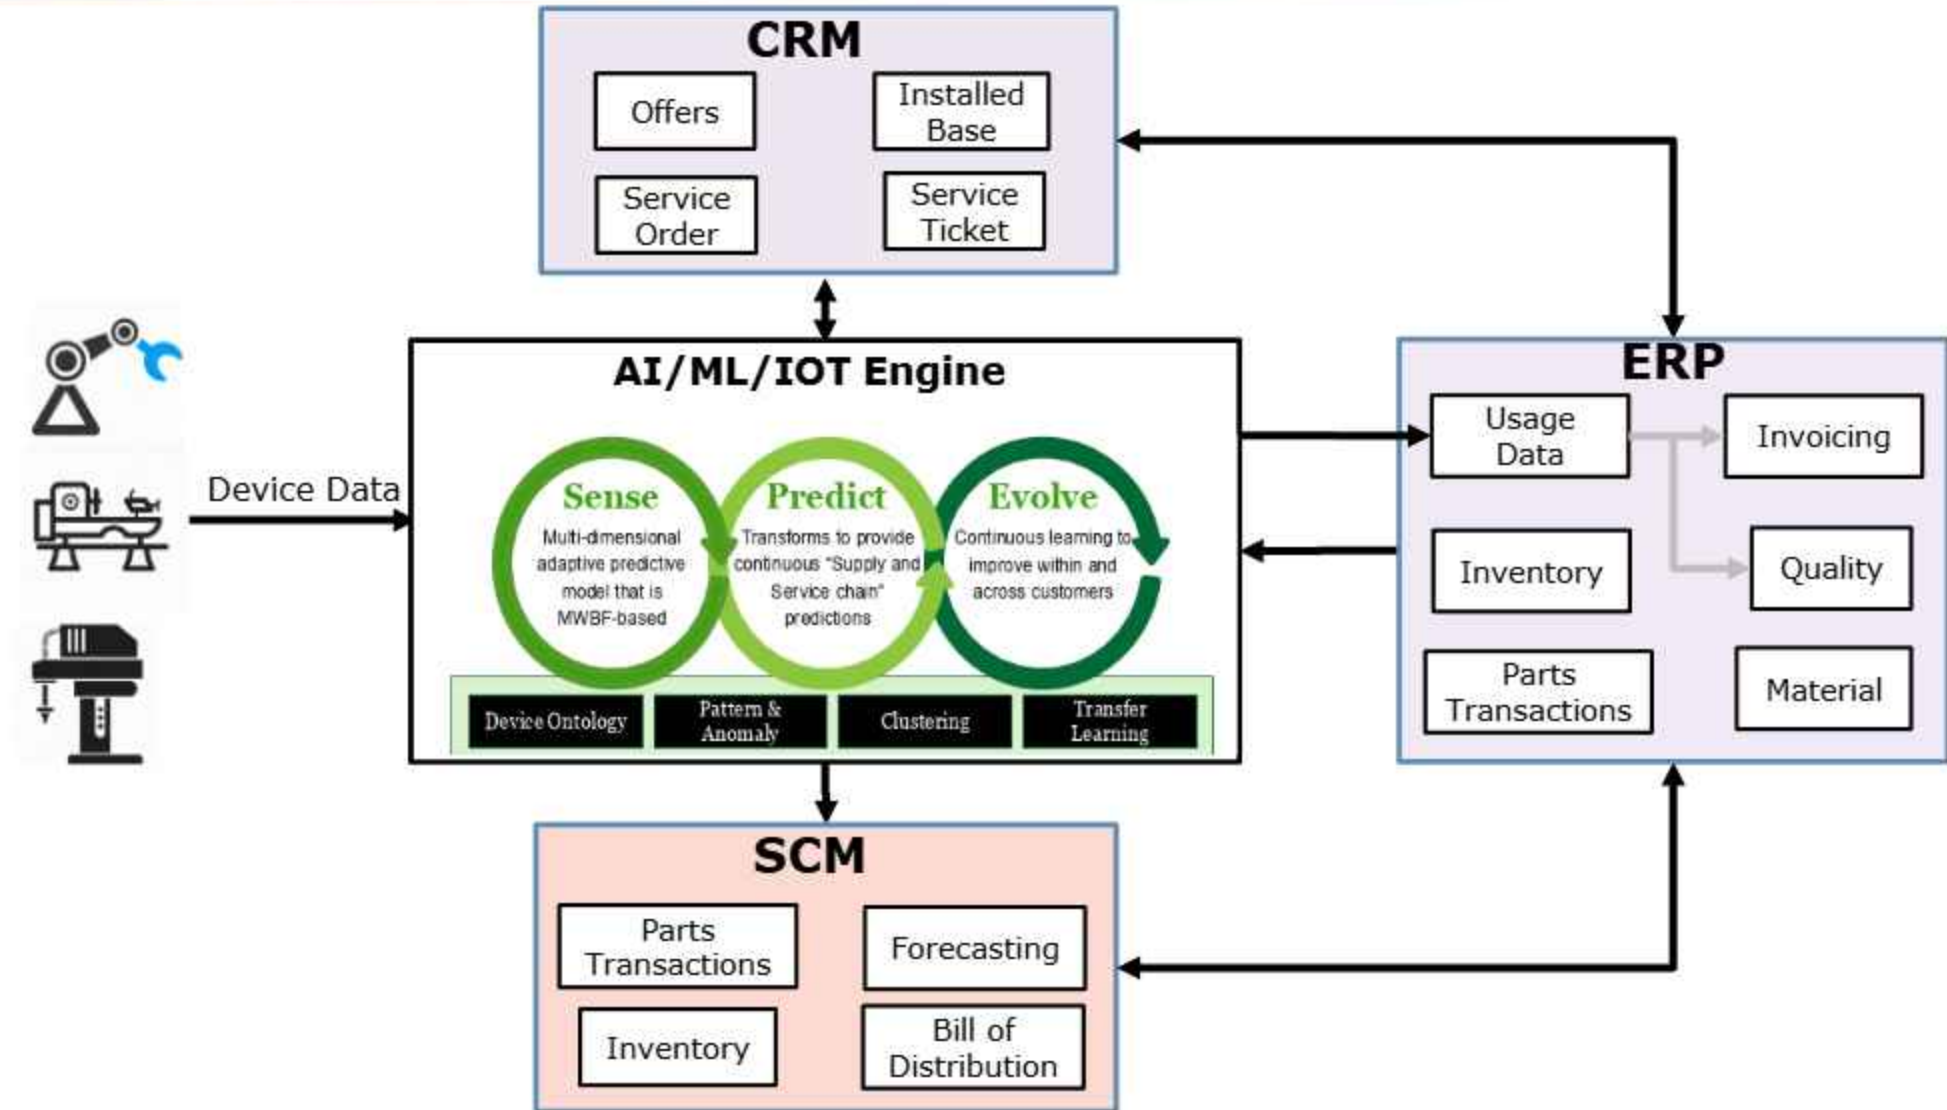 CRM
Offers
Installed
Base
Service
Order
Service
Ticket
Device Data
AI/ML/IOT Engine
Sense
Multi-dimensional
adaptive predictive
model that is
MWBF-based
Predict
Transforms to provide
continuous "Supply and
Service chain"
predictions
Evolve
Continuous learning to
improve within and
across customers
Device Ontology
Pattern &
Anomaly
Clustering
Transfer
Learning
ERP
Usage
Data
Invoicing
Inventory
Quality
Parts
Transactions
Material
SCM
Parts
Transactions
Forecasting
Inventory
Bill of
Distribution